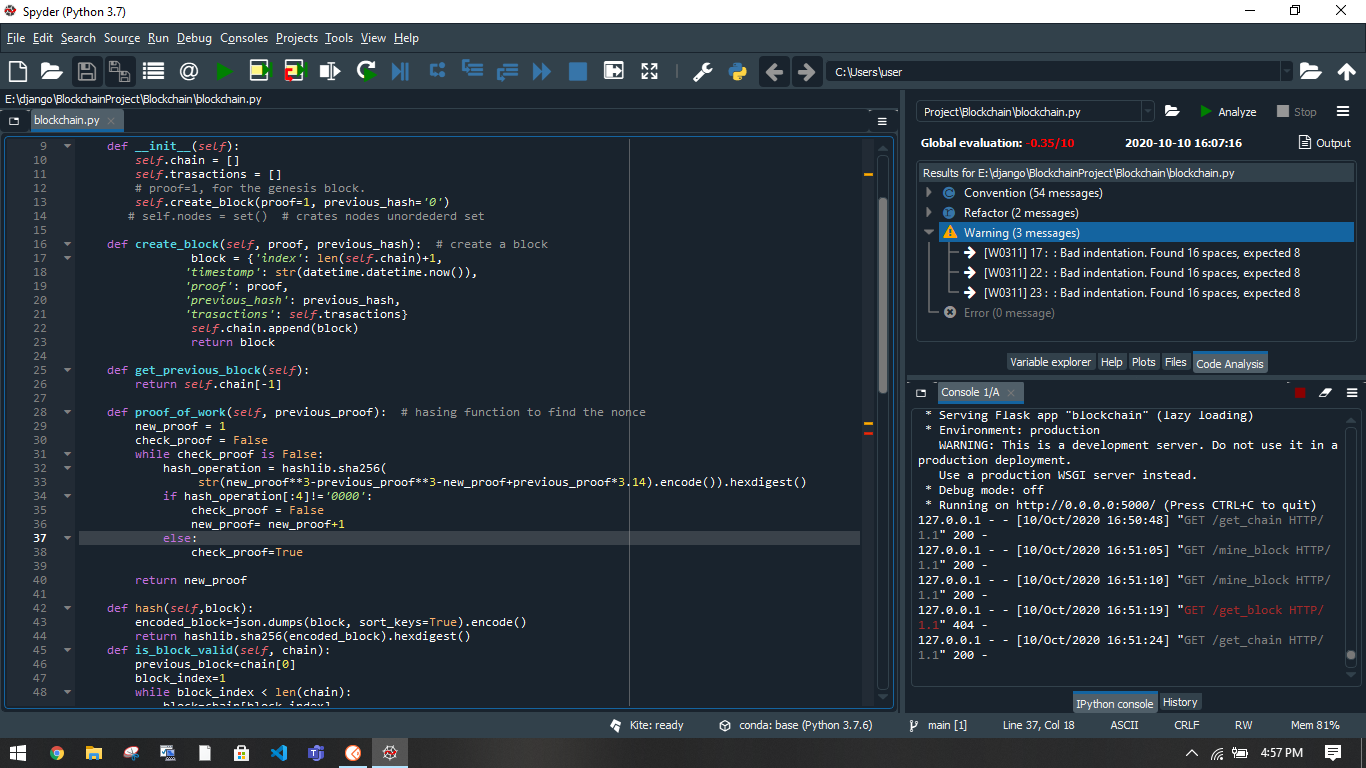 Spyder (Python 3.7)
File Edit Search Source Run Debug Consoles Projects Tools View Help
C:\Users\user
E:\django\BlockchainProject\Blockchain\blockchain.py
blockchain.py
9 def __init__(self):
10 self.chain = []
11 self.trasactions = []
12 # proof=1, for the genesis block.
13 self.create_block(proof=1, previous_hash='0')
14 # self.nodes = set()  # crates nodes unordederd set
15
16 def create_block(self, proof, previous_hash):  # create a block
17 block = {'index': len(self.chain)+1,
18 'timestamp': str(datetime.datetime.now()),
19 'proof': proof,
20 'previous_hash': previous_hash,
21 'trasactions': self.trasactions}
22 self.chain.append(block)
23 return block
24
25 def get_previous_block(self):
26 return self.chain[-1]
27
28 def proof_of_work(self, previous_proof):  # hasing function to find the nonce
29 new_proof = 1
30 check_proof = False
31 while check_proof is False:
32 hash_operation = hashlib.sha256(
33 str(new_proof**3-previous_proof**3-new_proof+previous_proof*3.14).encode()).hexdigest()
34 if hash_operation[:4]!='0000':
35 check_proof = False
36 new_proof= new_proof+1
37 else:
38 check_proof=True
39
40 return new_proof
41
42 def hash(self,block):
43 encoded_block=json.dumps(block, sort_keys=True).encode()
44 return hashlib.sha256(encoded_block).hexdigest()
45 def is_block_valid(self, chain):
46 previous_block=chain[0]
47 block_index=1
48 while block_index < len(chain):
block=chain[block_index]
Project\Blockchain\blockchain.py Analyze Stop
Global evaluation: -0.35/10 2020-10-10 16:07:16 Output
Results for E:\django\BlockchainProject\Blockchain\blockchain.py
Convention (54 messages)
Refactor (2 messages)
Warning (3 messages)
[W0311] 17 : : Bad indentation. Found 16 spaces, expected 8
[W0311] 22 : : Bad indentation. Found 16 spaces, expected 8
[W0311] 23 : : Bad indentation. Found 16 spaces, expected 8
Error (0 message)
Variable explorer Help Plots Files Code Analysis
Console 1/A
* Serving Flask app "blockchain" (lazy loading)
* Environment: production
WARNING: This is a development server. Do not use it in a
production deployment.
Use a production WSGI server instead.
* Debug mode: off
* Running on http://0.0.0.0:5000/ (Press CTRL+C to quit)
127.0.0.1 - - [10/Oct/2020 16:50:48] "GET /get_chain HTTP/
1.1" 200 -
127.0.0.1 - - [10/Oct/2020 16:51:05] "GET /mine_block HTTP/
1.1" 200 -
127.0.0.1 - - [10/Oct/2020 16:51:10] "GET /mine_block HTTP/
1.1" 200 -
127.0.0.1 - - [10/Oct/2020 16:51:19] "GET /get_block HTTP/
1.1" 404 -
127.0.0.1 - - [10/Oct/2020 16:51:24] "GET /get_chain HTTP/
1.1" 200 -
IPython console History
Kite: ready conda: base (Python 3.7.6) main [1] Line 37, Col 18 ASCII CRLF RW Mem 81%
4:57 PM